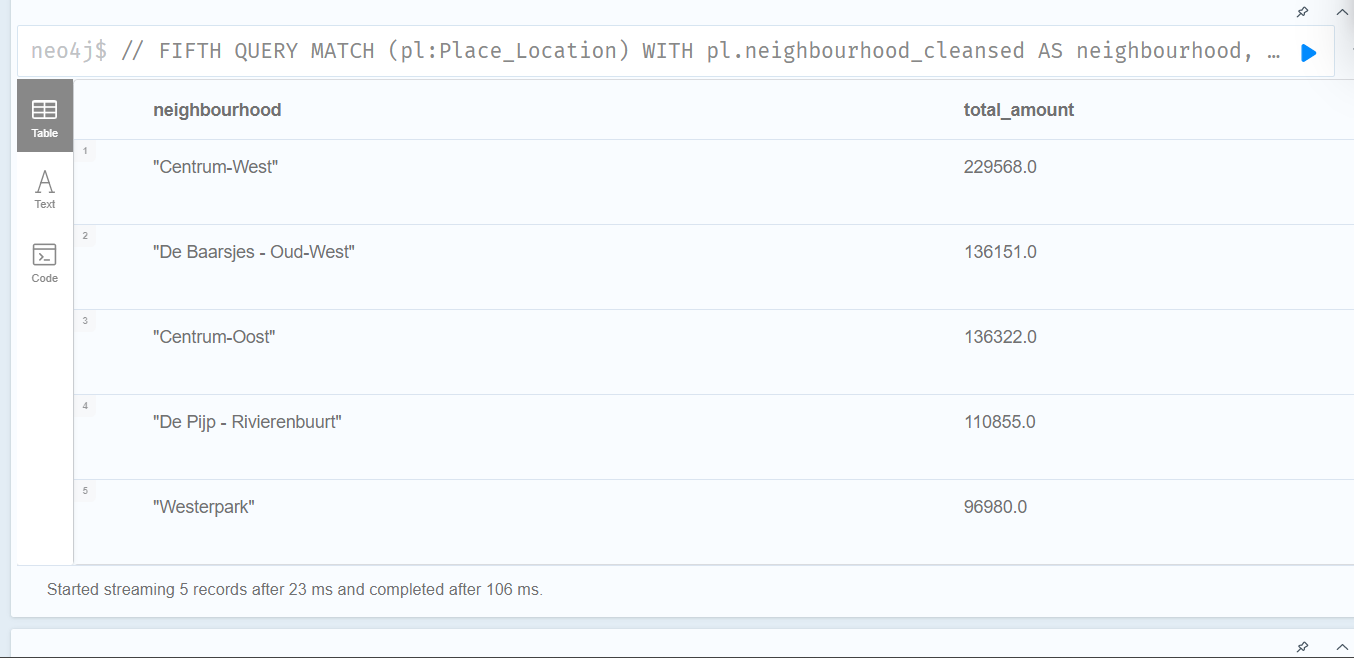 neo4j$ // FIFTH QUERY MATCH (pl:Place_Location) WITH pl.neighbourhood_cleansed AS neighbourhood, …
Table
Text
Code
neighbourhood total_amount
1 "Centrum-West" 229568.0
2 "De Baarsjes - Oud-West" 136151.0
3 "Centrum-Oost" 136322.0
4 "De Pijp - Rivierenbuurt" 110855.0
5 "Westerpark" 96980.0
Started streaming 5 records after 23 ms and completed after 106 ms.